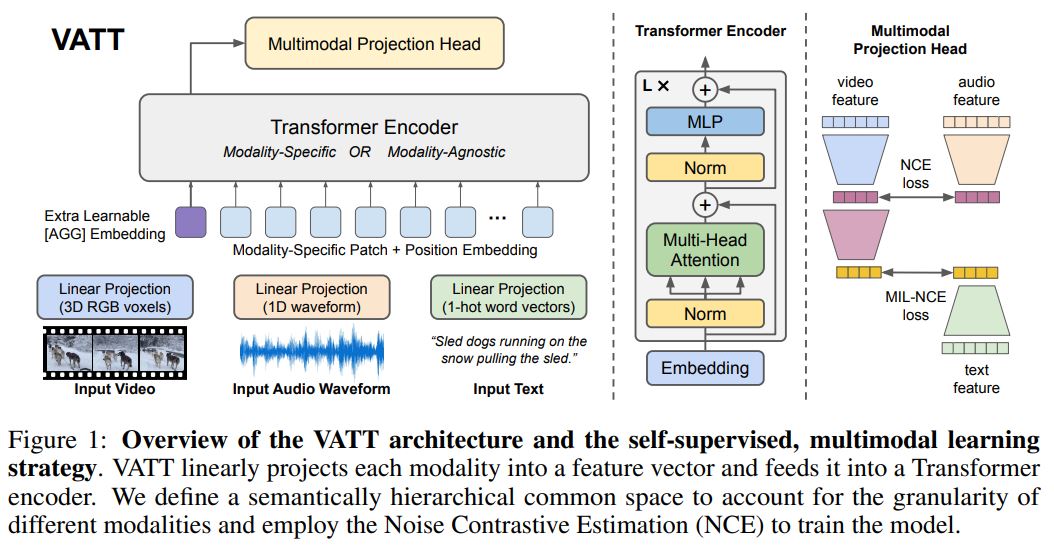 VATT
Multimodal Projection Head
Transformer Encoder
Modality-Specific OR Modality-Agnostic
Extra Learnable
[AGG] Embedding
...
Modality-Specific Patch + Position Embedding
Linear Projection
(3D RGB voxels)
Linear Projection
(1D waveform)
Linear Projection
(1-hot word vectors)
"Sled dogs running on the
snow pulling the sled."
Input Video
Input Audio Waveform
Input Text
Transformer Encoder
L ×
+
MLP
Norm
+
Multi-Head
Attention
Norm
Embedding
Multimodal
Projection Head
video
feature
audio
feature
NCE
loss
MIL-NCE
loss
text
feature
Figure 1: Overview of the VATT architecture and the self-supervised, multimodal learning
strategy. VATT linearly projects each modality into a feature vector and feeds it into a Transformer
encoder. We define a semantically hierarchical common space to account for the granularity of
different modalities and employ the Noise Contrastive Estimation (NCE) to train the model.